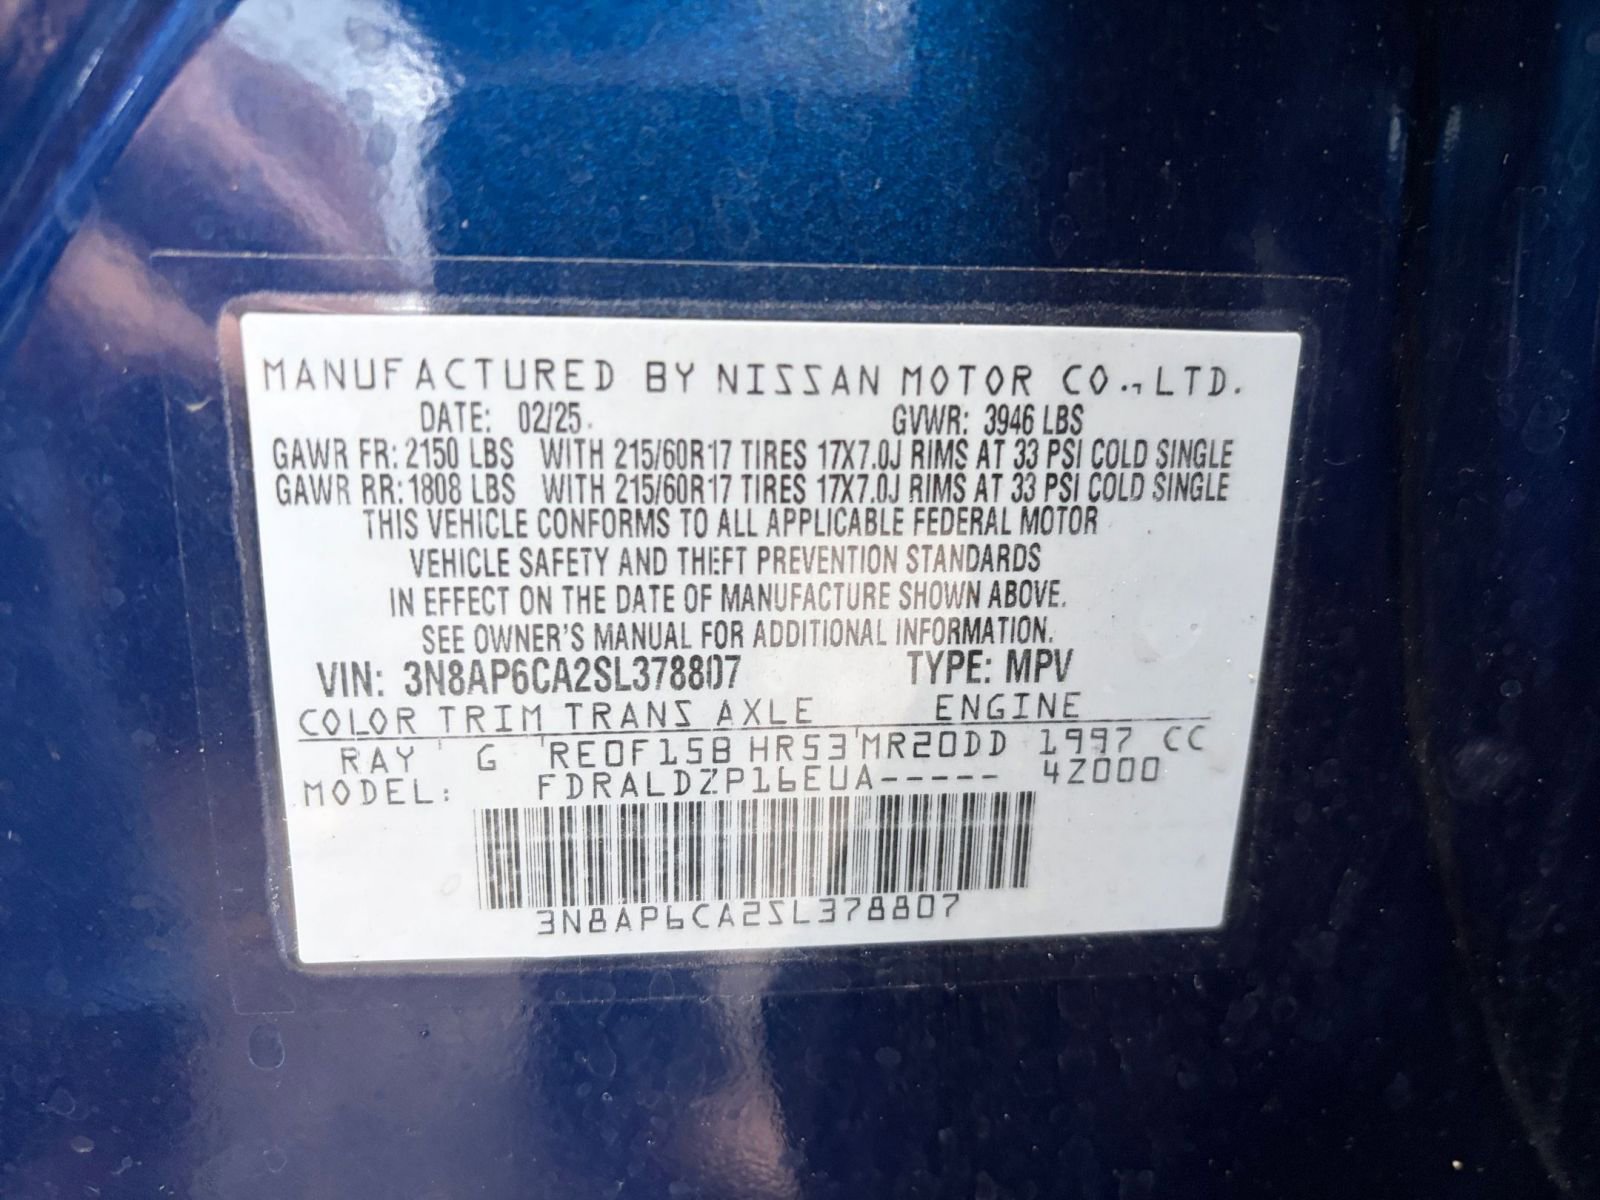 MANUFACTURED BY NISSAN MOTOR CO., LTD.
DATE: 02/25. GVWR: 3946 LBS
GAWR FR: 2150 LBS WITH 215/60R17 TIRES 17X7.0J RIMS AT 33 PSI COLD SINGLE
GAWR RR: 1808 LBS WITH 215/60R17 TIRES 17X7.0J RIMS AT 33 PSI COLD SINGLE
THIS VEHICLE CONFORMS TO ALL APPLICABLE FEDERAL MOTOR
VEHICLE SAFETY AND THEFT PREVENTION STANDARDS
IN EFFECT ON THE DATE OF MANUFACTURE SHOWN ABOVE.
SEE OWNER'S MANUAL FOR ADDITIONAL INFORMATION.
VIN: 3N8AP6CA2SL378807 TYPE: MPV
COLOR TRIM TRANS AXLE ENGINE
RAY G RE0F15B HR53 MR20DD 1997 CC
MODEL: FDRALDZP16EUA----- 42000
3N8AP6CA2SL378807